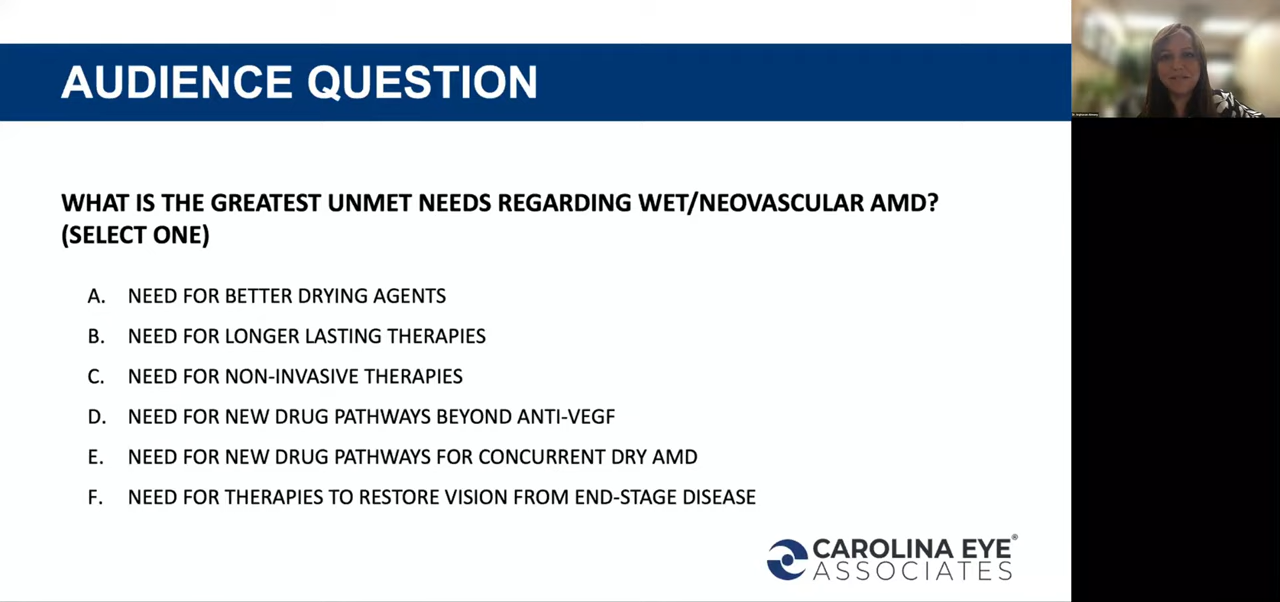 AUDIENCE QUESTION
WHAT IS THE GREATEST UNMET NEEDS REGARDING WET/NEOVASCULAR AMD?
(SELECT ONE)
A. NEED FOR BETTER DRYING AGENTS
B. NEED FOR LONGER LASTING THERAPIES
C. NEED FOR NON-INVASIVE THERAPIES
D. NEED FOR NEW DRUG PATHWAYS BEYOND ANTI-VEGF
E. NEED FOR NEW DRUG PATHWAYS FOR CONCURRENT DRY AMD
F. NEED FOR THERAPIES TO RESTORE VISION FROM END-STAGE DISEASE
CAROLINA EYE®
ASSOCIATES